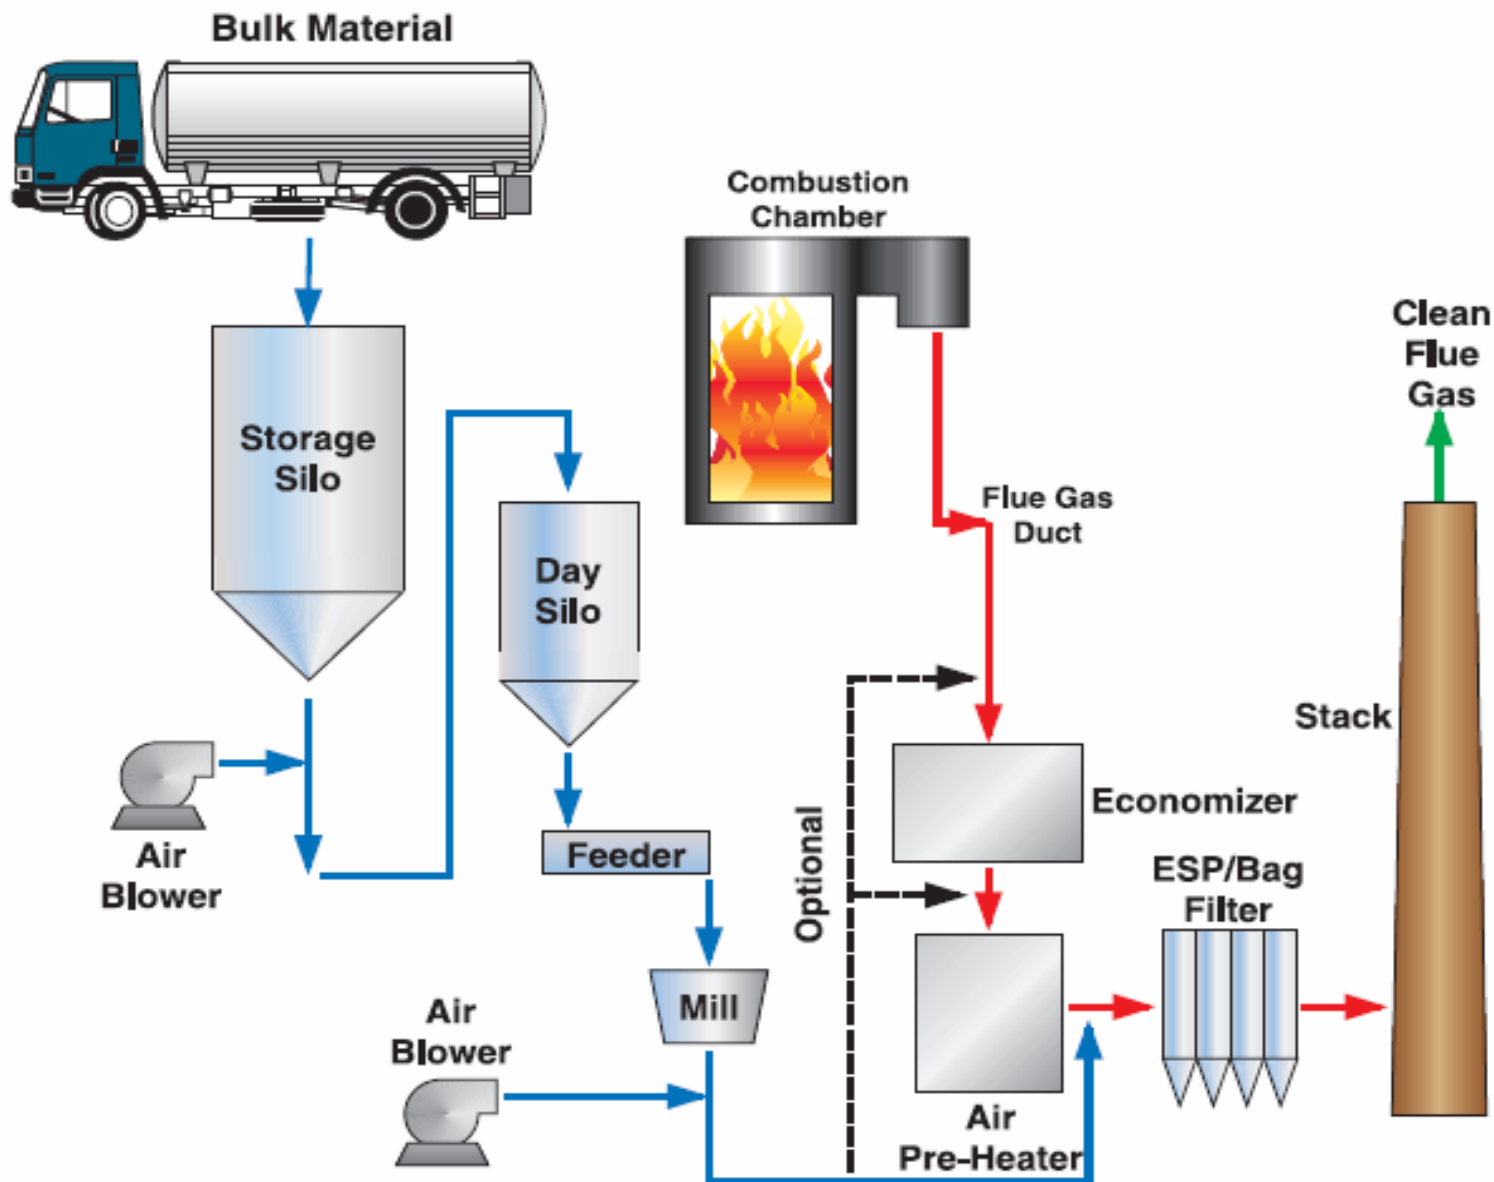 Bulk Material
Combustion
Chamber
Clean
Flue
Gas
Storage
Silo
Flue Gas
Duct
Day
Silo
Stack
Economizer
Air
Blower
Feeder
Optional
ESP/Bag
Filter
Mill
Air
Blower
Air
Pre-Heater